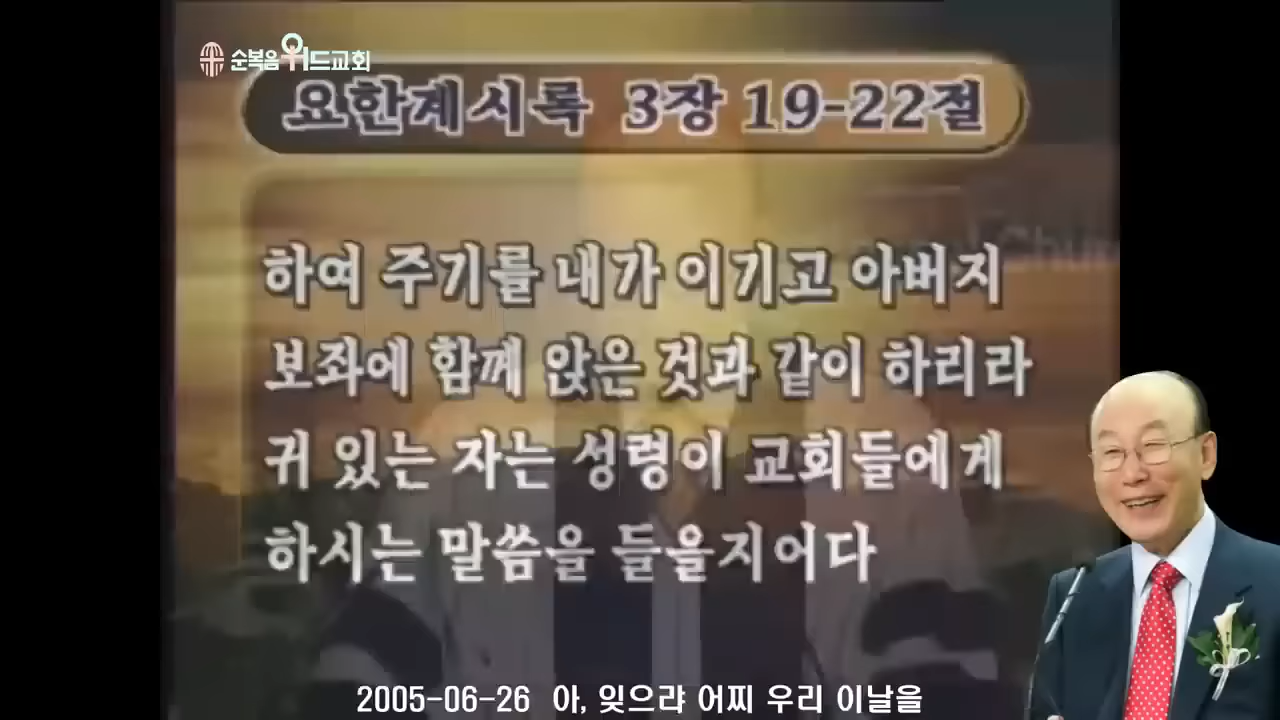 순복음위드교회
요한계시록 3장 19-22절
하여 주기를 내가 이기고 아버지
보좌에 함께 앉은 것과 같이 하리라
귀 있는 자는 성령이 교회들에게
하시는 말씀을 들을지어다
2005-06-26 아, 잊으랴 어찌 우리 이날을